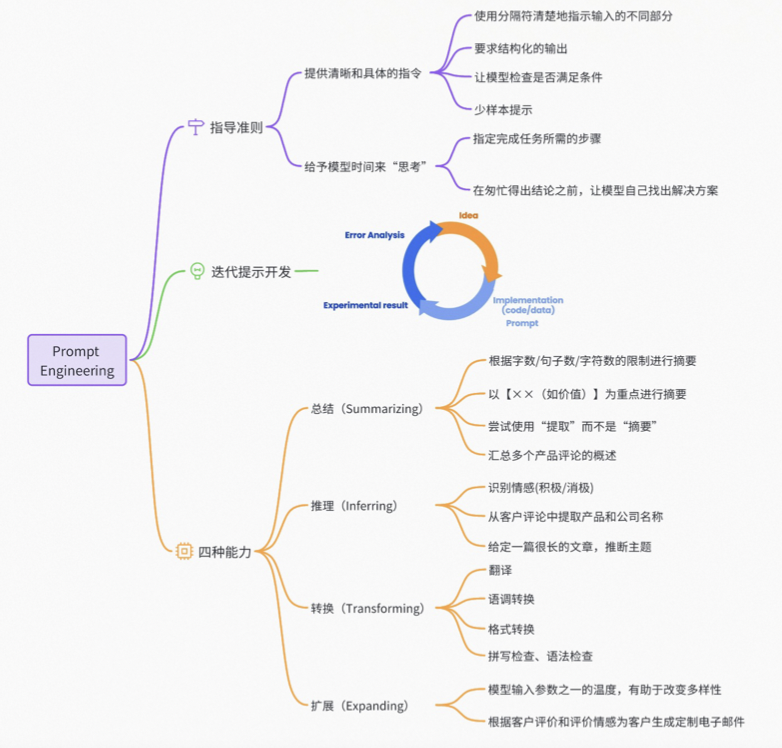 Prompt
Engineering
指导准则
提供清晰和具体的指令
使用分隔符清楚地指示输入的不同部分
要求结构化的输出
让模型检查是否满足条件
少样本提示
给予模型时间来“思考”
指定完成任务所需的步骤
在匆忙得出结论之前，让模型自己找出解决方案
迭代提示开发
Idea
Error Analysis
Experimental result
Implementation
(code/data)
Prompt
四种能力
总结（Summarizing）
根据字数/句子数/字符数的限制进行摘要
以【××（如价值）】为重点进行摘要
尝试使用“提取”而不是“摘要”
汇总多个产品评论的概述
推理（Inferring）
识别情感(积极/消极)
从客户评论中提取产品和公司名称
给定一篇很长的文章，推断主题
转换（Transforming）
翻译
语调转换
格式转换
拼写检查、语法检查
扩展（Expanding）
模型输入参数之一的温度，有助于改变多样性
根据客户评价和评价情感为客户生成定制电子邮件